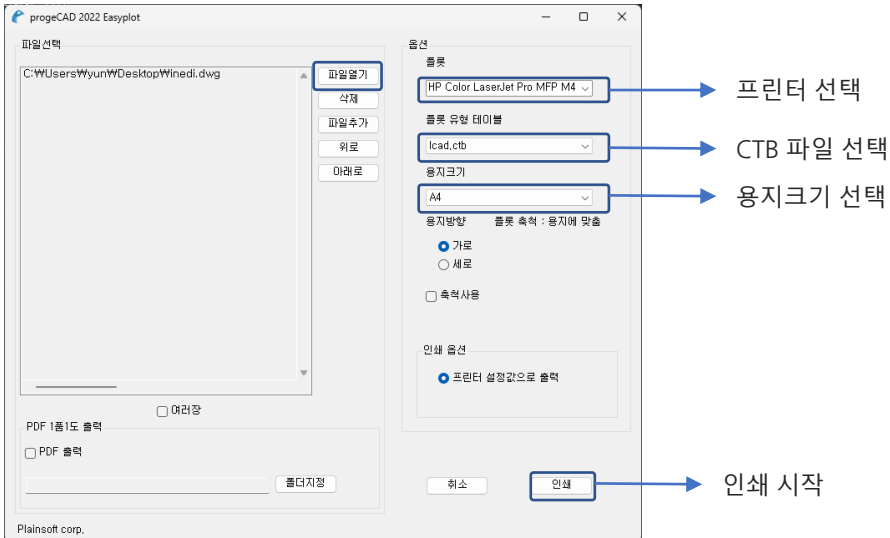 progeCAD 2022 Easyplot
파일선택
C:₩Users₩yun₩Desktop₩inedi.dwg
파일열기
삭제
파일추가
위로
아래로
여러장
PDF 1품1도 출력
PDF 출력
폴더지정
Plainsoft corp.
옵션
플롯
HP Color LaserJet Pro MFP M4
플롯 유형 테이블
Icad.ctb
용지크기
A4
용지방향 플롯 축척 : 용지에 맞춤
가로
세로
축척사용
인쇄 옵션
프린터 설정값으로 출력
취소
인쇄
프린터 선택
CTB 파일 선택
용지크기 선택
인쇄 시작